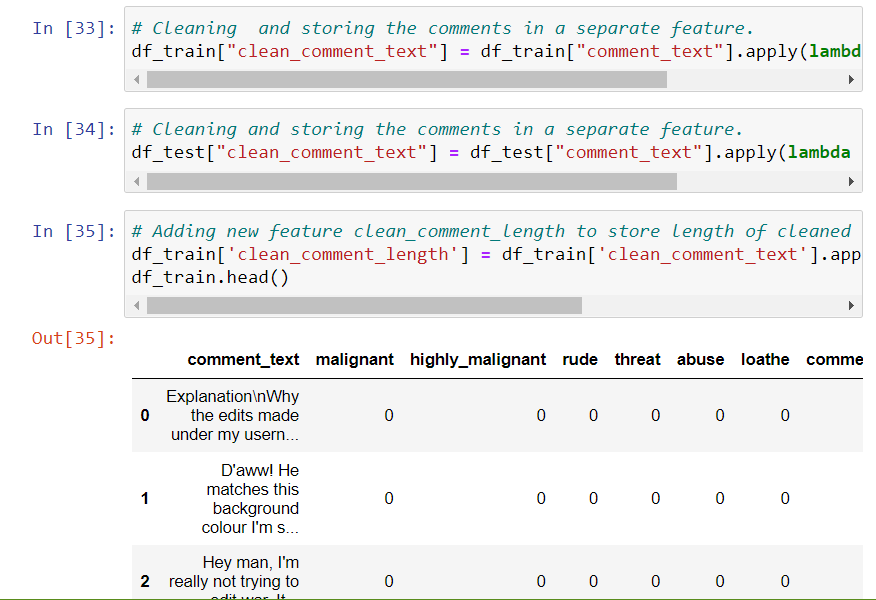 In [33]: # Cleaning  and storing the comments in a separate feature.
df_train["clean_comment_text"] = df_train["comment_text"].apply(lambd
In [34]: # Cleaning and storing the comments in a separate feature.
df_test["clean_comment_text"] = df_test["comment_text"].apply(lambda
In [35]: # Adding new feature clean_comment_length to store length of cleaned
df_train['clean_comment_length'] = df_train['clean_comment_text'].app
df_train.head()
Out[35]:
comment_text malignant highly_malignant rude threat abuse loathe comme
Explanation\nWhy
0 the edits made 0 0 0 0 0 0
under my usern...
D'aww! He
matches this
1 background 0 0 0 0 0 0
colour I'm s...
Hey man, I'm
2 really not trying to 0 0 0 0 0 0
edit war. It...